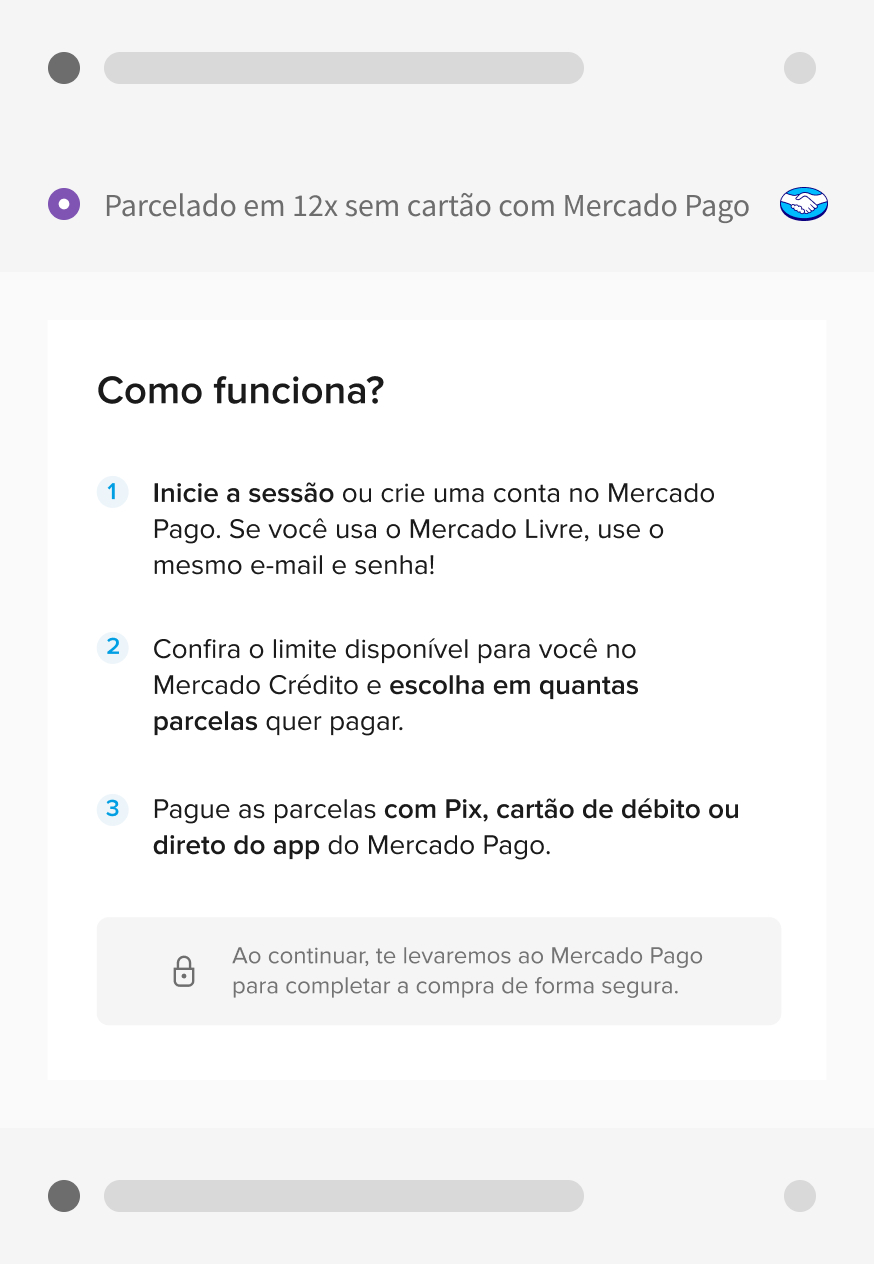 Parcelado em 12x sem cartão com Mercado Pago
Como funciona?
1
Inicie a sessão ou crie uma conta no Mercado
Pago. Se você usa o Mercado Livre, use o
mesmo e-mail e senha!
2
Confira o limite disponível para você no
Mercado Crédito e escolha em quantas
parcelas quer pagar.
3
Pague as parcelas com Pix, cartão de débito ou
direto do app do Mercado Pago.
Ao continuar, te levaremos ao Mercado Pago
para completar a compra de forma segura.